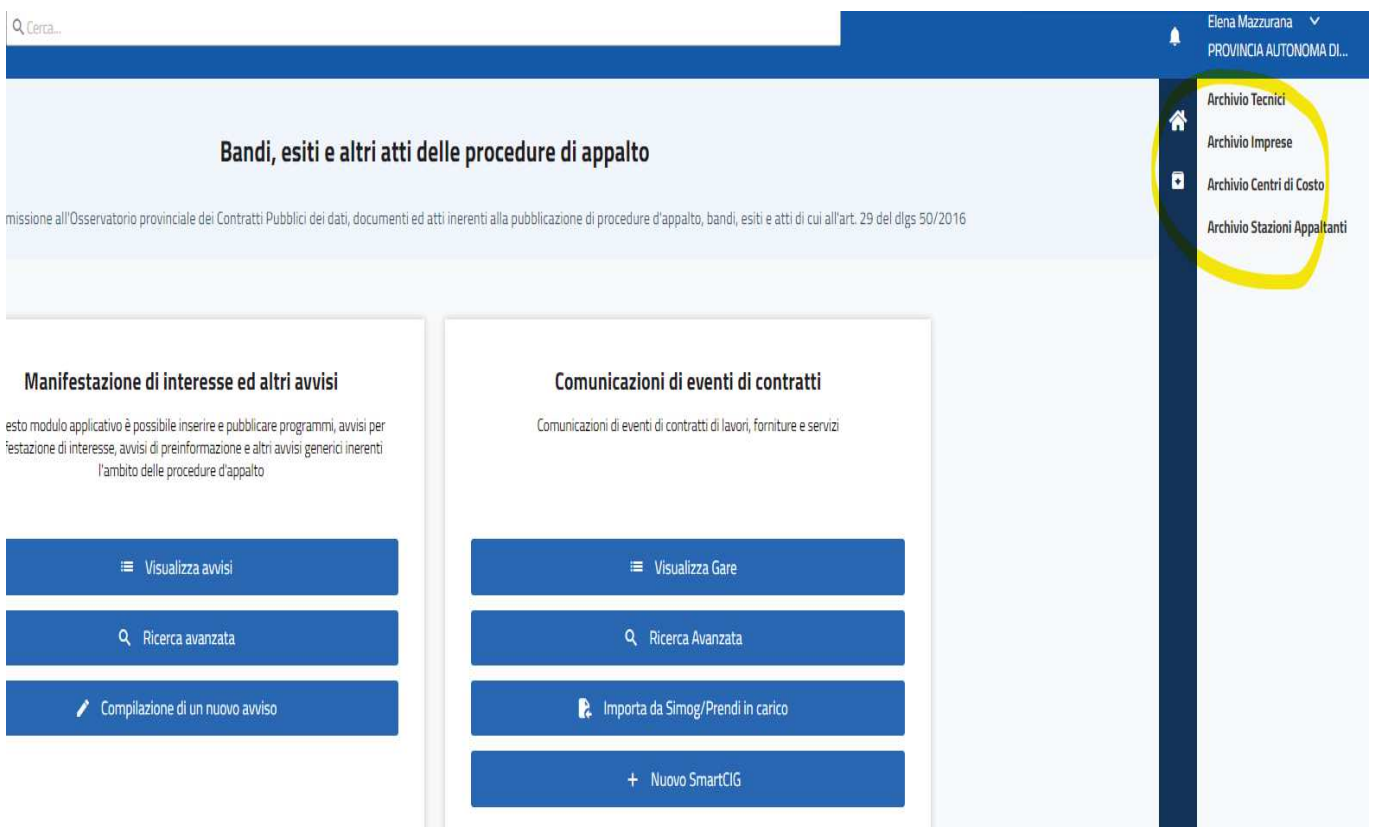 Cerca...
Elena Mazzurana
PROVINCIA AUTONOMA DI...
Archivio Tecnici
Archivio Imprese
Archivio Centri di Costo
Archivio Stazioni Appaltanti
Bandi, esiti e altri atti delle procedure di appalto
missione all'Osservatorio provinciale dei Contratti Pubblici dei dati, documenti ed atti inerenti alla pubblicazione di procedure d'appalto, bandi, esiti e atti di cui all'art. 29 del dlgs 50/2016
Manifestazione di interesse ed altri avvisi
esto modulo applicativo è possibile inserire e pubblicare programmi, avvisi per
festazione di interesse, avvisi di preinformazione e altri avvisi generici inerenti
l'ambito delle procedure d'appalto
Visualizza avvisi
Ricerca avanzata
Compilazione di un nuovo avviso
Comunicazioni di eventi di contratti
Comunicazioni di eventi di contratti di lavori, forniture e servizi
Visualizza Gare
Ricerca Avanzata
Importa da Simog/Prendi in carico
+ Nuovo SmartCIG